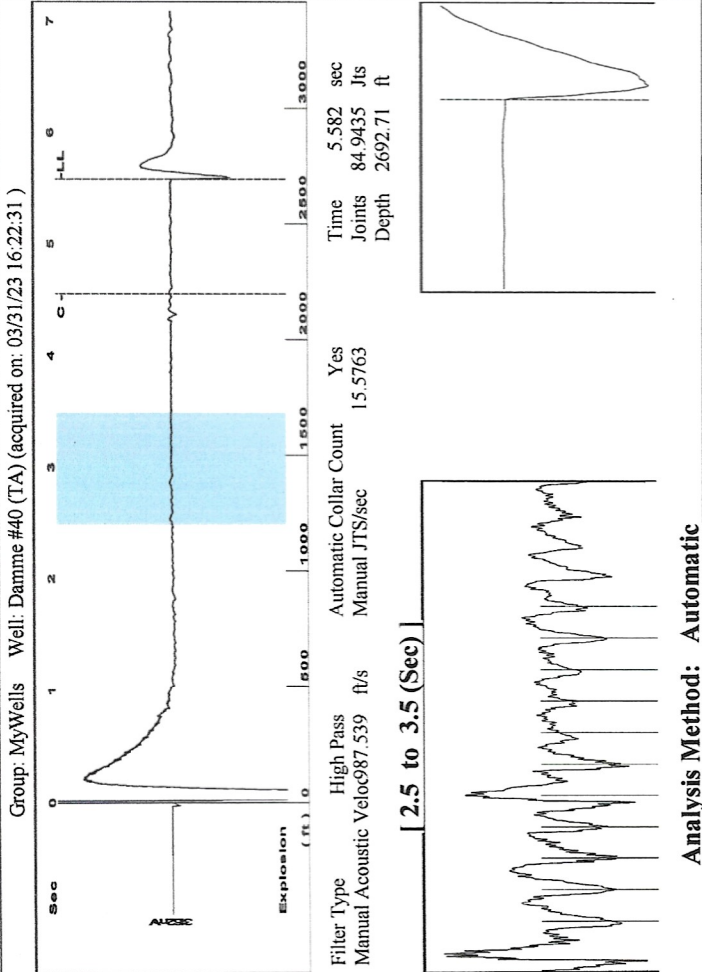 Group: MyWells Well: Damme #40 (TA) (acquired on: 03/31/23 16:22:31 )
Sec 0 1 2 3 4 5 6 7
C
LL
Explosion
( ft ) 0 500 1000 1500 2000 2500 3000
Filter Type High Pass Automatic Collar Count Yes Time 5.582 sec
Manual Acoustic Veloc987.539 ft/s Manual JTS/sec 15.5763 Joints 84.9435 Jts
Depth 2692.71 ft
[ 2.5 to 3.5 (Sec) ]
Analysis Method: Automatic